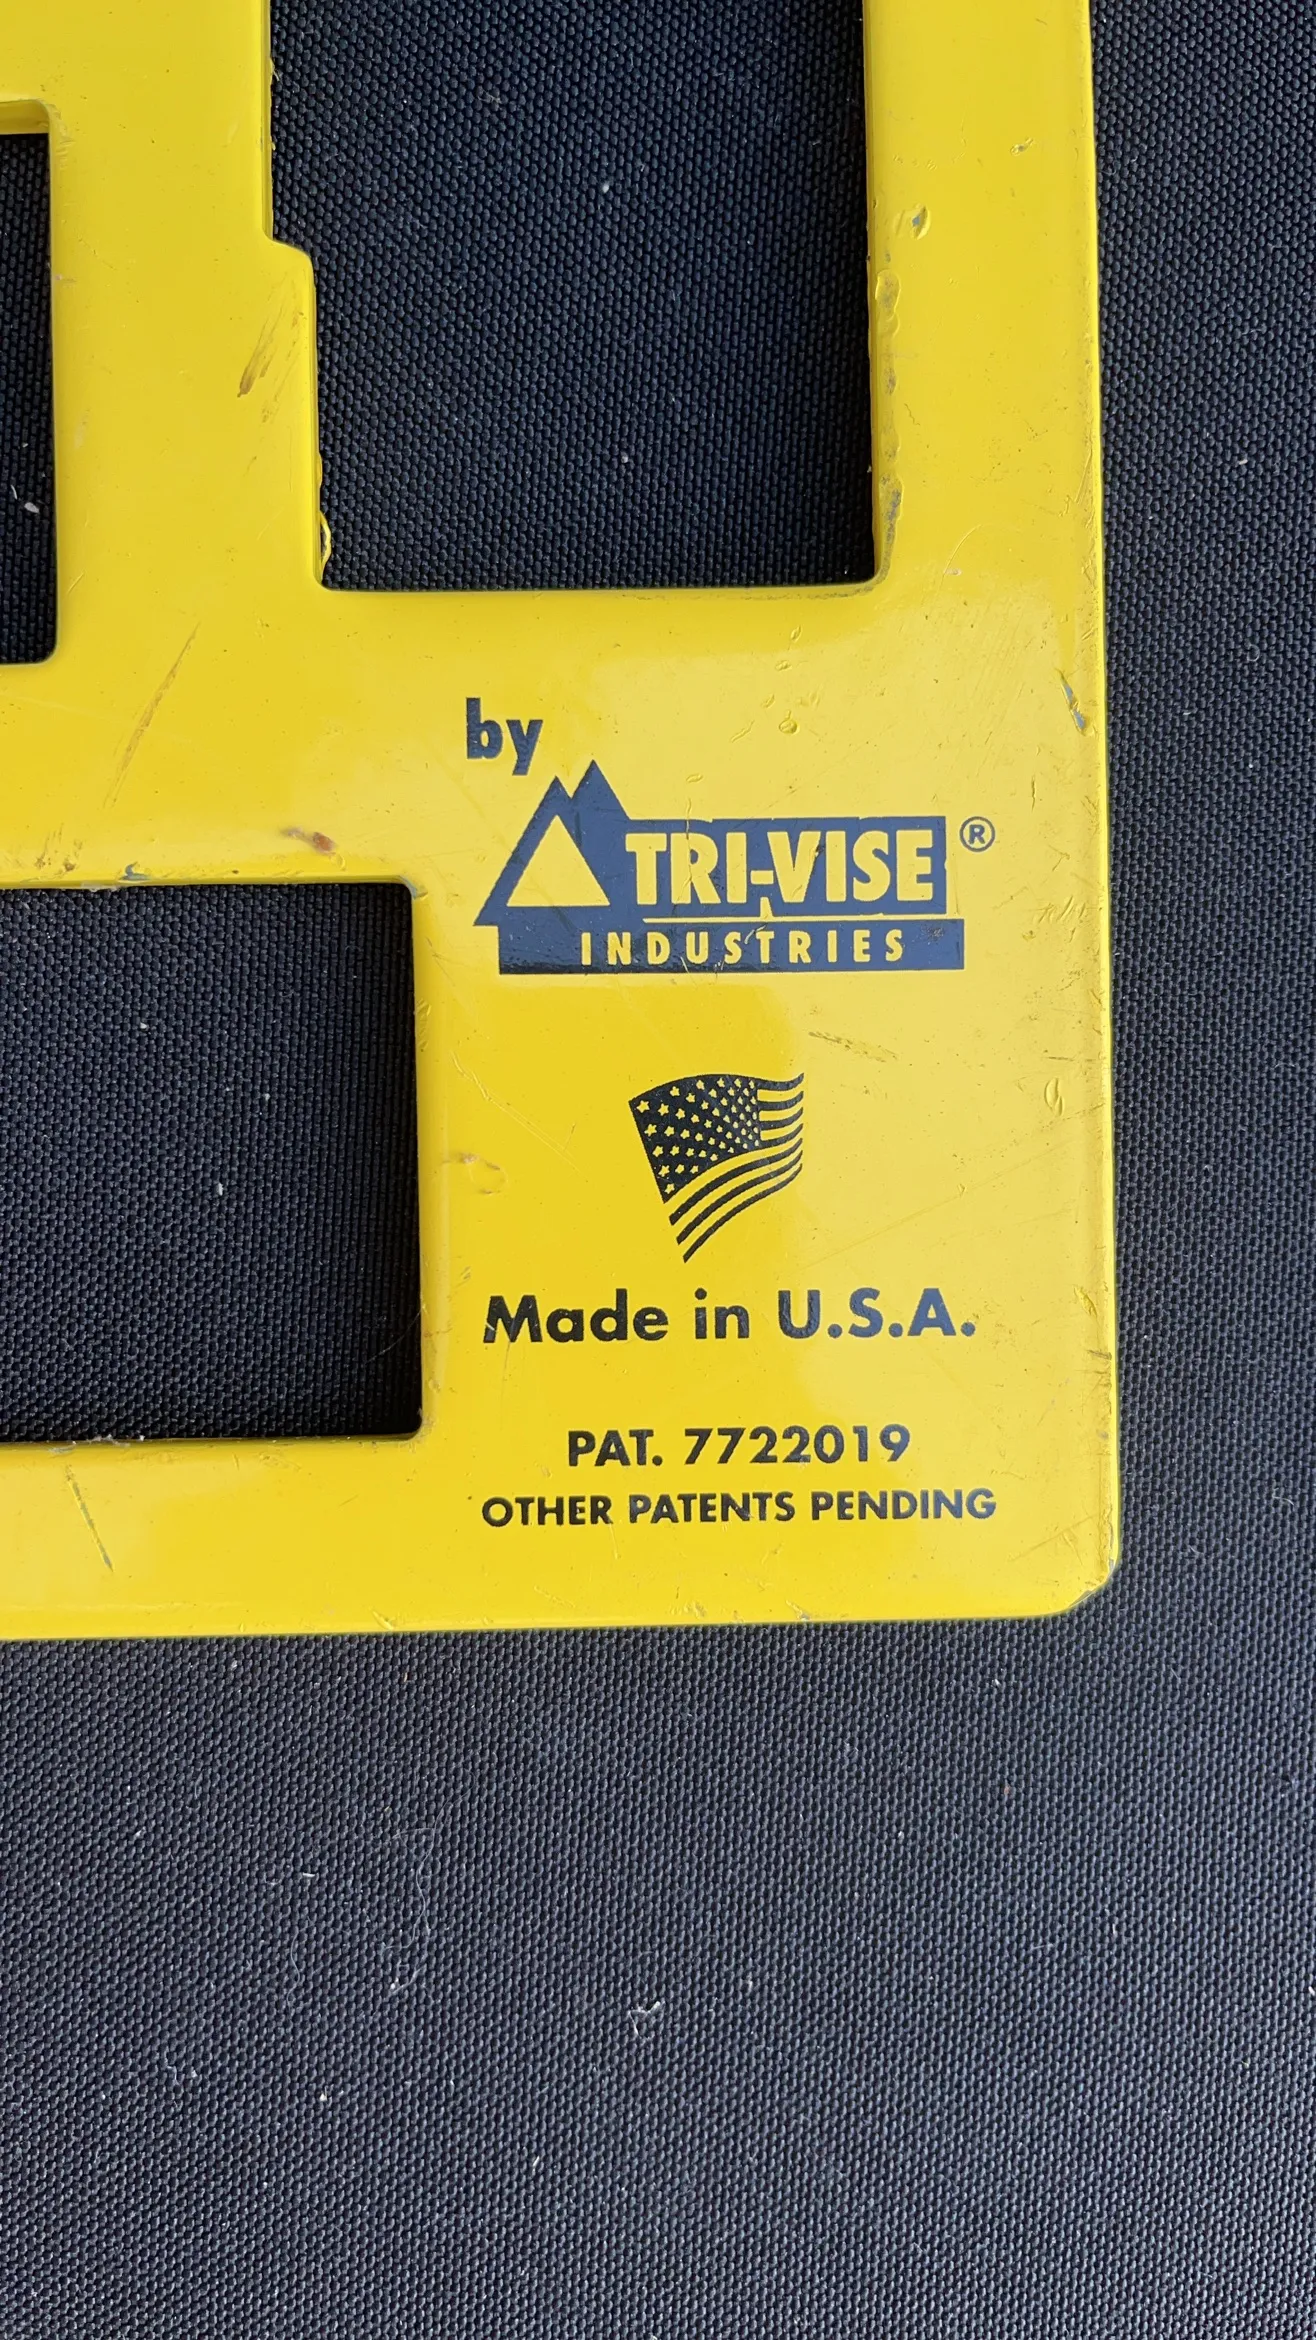 by
TRI-VISE®
INDUSTRIES
Made in U.S.A.
PAT. 7722019
OTHER PATENTS PENDING